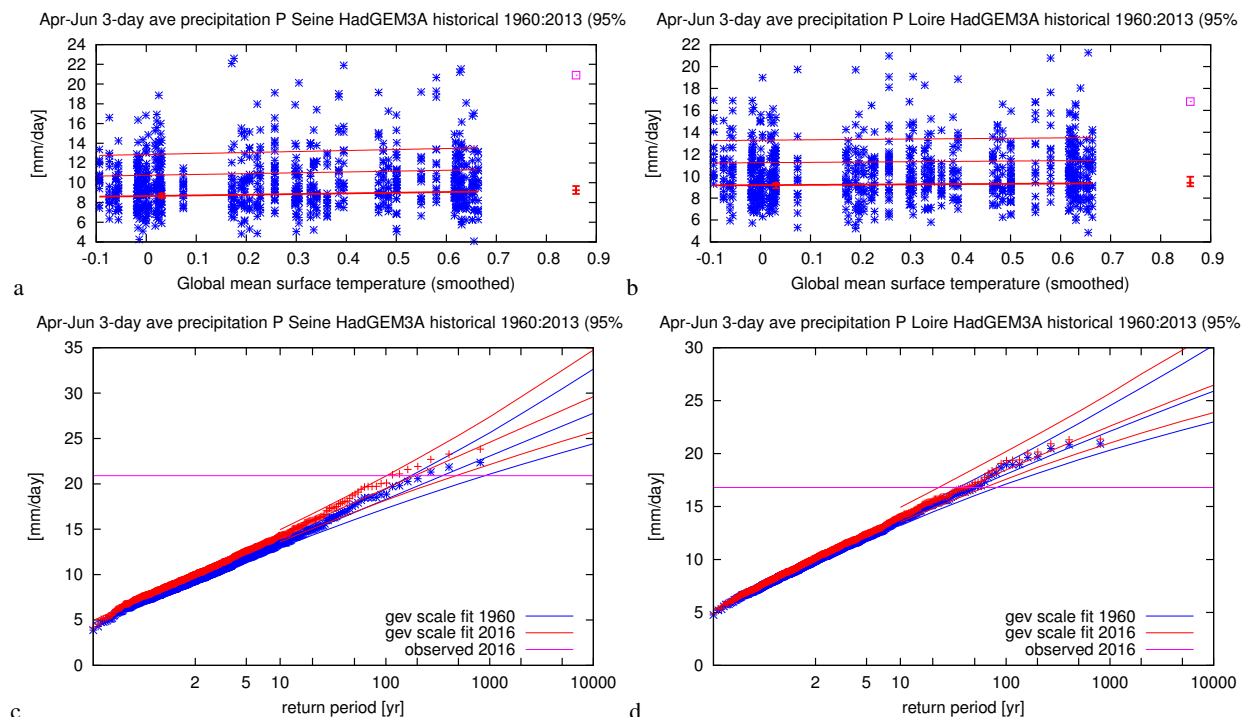 Apr-Jun 3-day ave precipitation P Seine HadGEM3A historical 1960:2013 (95%
24
22
20
18
16
14
12
10
8
6
4
[mm/day]
-0.1 0 0.1 0.2 0.3 0.4 0.5 0.6 0.7 0.8 0.9
Global mean surface temperature (smoothed)
a
Apr-Jun 3-day ave precipitation P Loire HadGEM3A historical 1960:2013 (95%
22
20
18
16
14
12
10
8
6
4
[mm/day]
-0.1 0 0.1 0.2 0.3 0.4 0.5 0.6 0.7 0.8 0.9
Global mean surface temperature (smoothed)
b
Apr-Jun 3-day ave precipitation P Seine HadGEM3A historical 1960:2013 (95%
35
30
25
20
15
10
5
0
[mm/day]
gev scale fit 1960
gev scale fit 2016
observed 2016
2 5 10 100 1000 10000
return period [yr]
c
Apr-Jun 3-day ave precipitation P Loire HadGEM3A historical 1960:2013 (95%
30
25
20
15
10
5
0
[mm/day]
gev scale fit 1960
gev scale fit 2016
observed 2016
2 5 10 100 1000 10000
return period [yr]
d